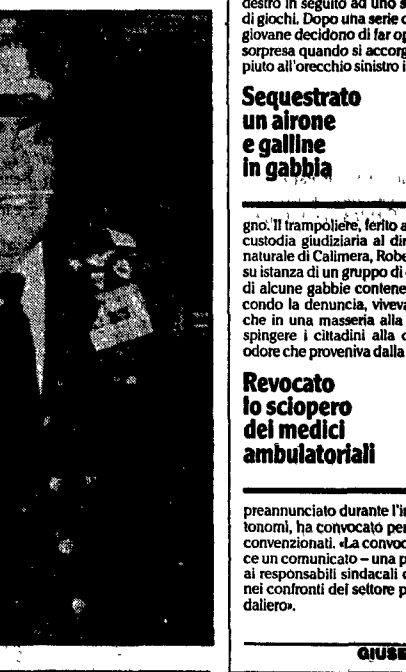 destro in seguito ad uno s
di giochi. Dopo una serie
giovane decidono di far op
sorpresa quando si accorg
piuto all'orecchio sinistro i
Sequestrato
un airone
e galline
in gabbia
gno. Il trampoliere, ferito a
custodia giudiziaria al dir
naturale di Calimera, Robe
su istanza di un gruppo di
di alcune gabbie contene
condo la denuncia, viveva
che in una masseria alla
spingere i cittadini alla
odore che proveniva dalla
Revocato
lo sciopero
dei medici
ambulatoriali
preannunciato durante l'i
tonomi, ha convocato per
convenzionati. «La convoc
ce un comunicato – una p
ai responsabili sindacali
nei confronti del settore p
daliero».
GIUSE